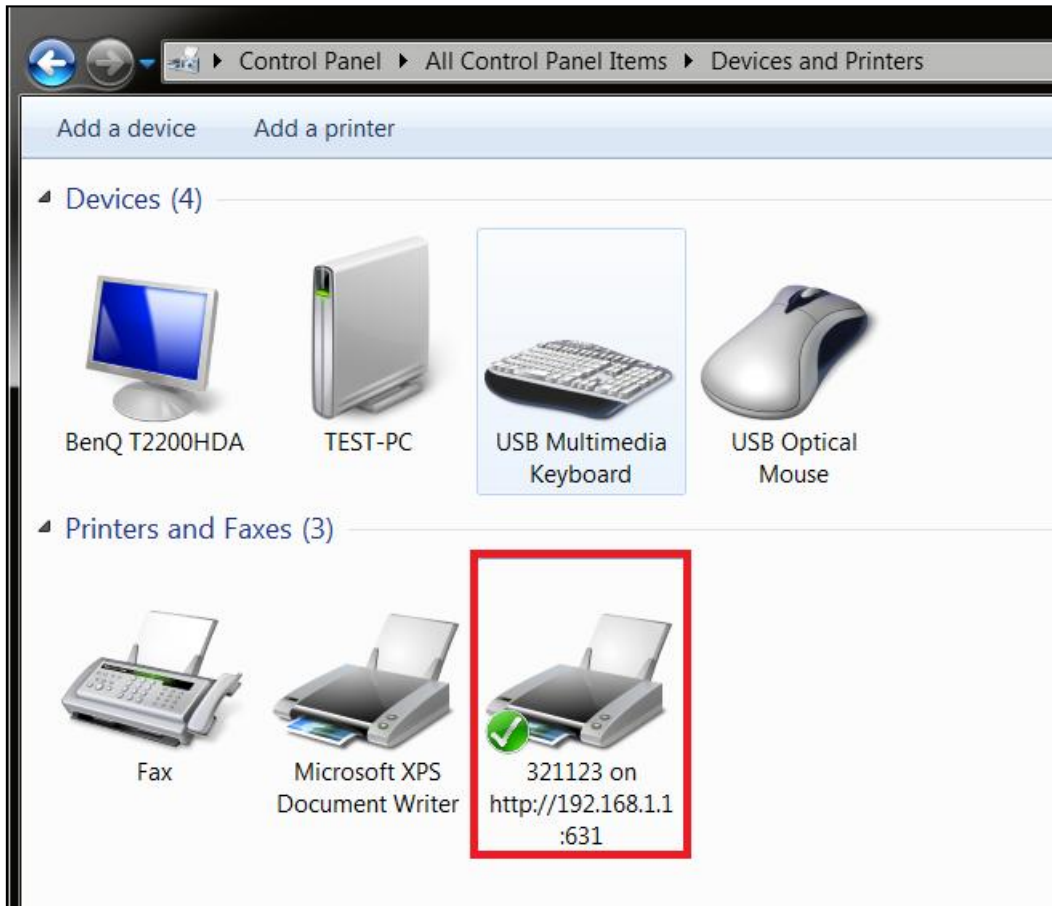 Control Panel ▸ All Control Panel Items ▸ Devices and Printers
Add a device Add a printer
Devices (4)
BenQ T2200HDA TEST-PC USB Multimedia USB Optical
Keyboard Mouse
Printers and Faxes (3)
Fax Microsoft XPS 321123 on
Document Writer http://192.168.1.1
:631